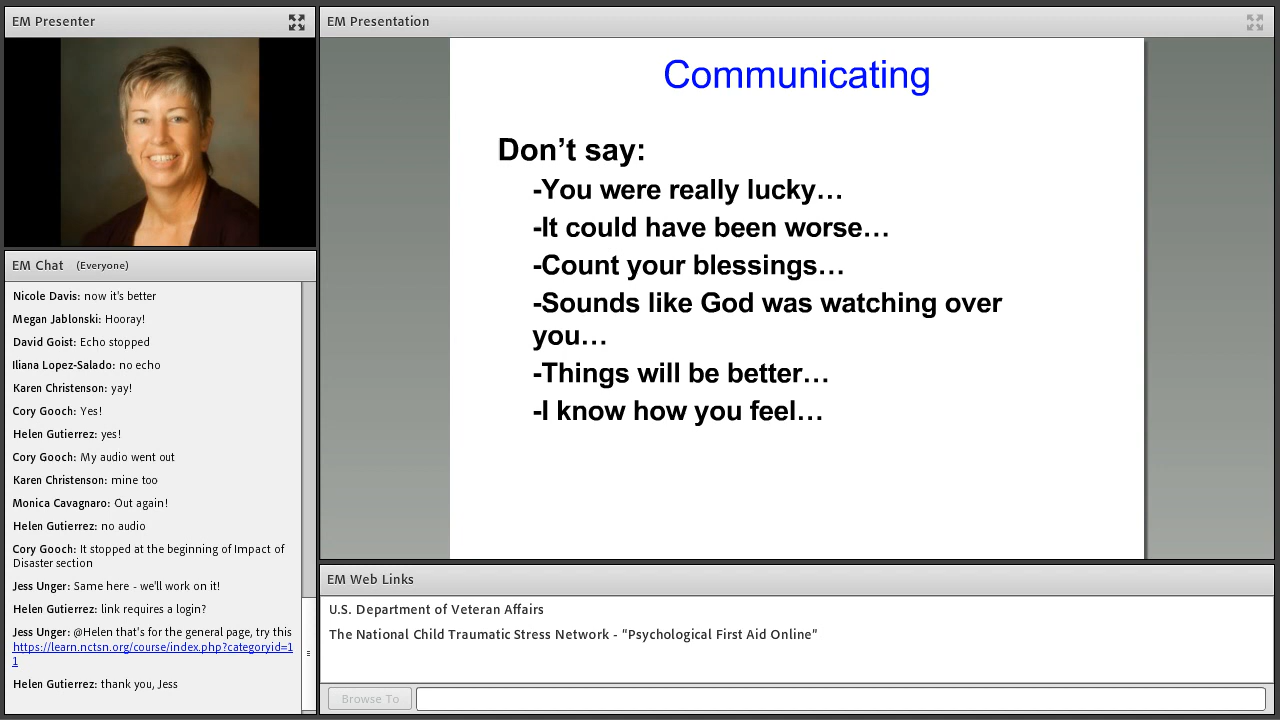 EM Presenter
EM Chat (Everyone)
Nicole Davis: now it's better
Megan Jablonski: Hooray!
David Goist: Echo stopped
Iliana Lopez-Salado: no echo
Karen Christenson: yay!
Cory Gooch: Yes!
Helen Gutierrez: yes!
Cory Gooch: My audio went out
Karen Christenson: mine too
Monica Cavagnaro: Out again!
Helen Gutierrez: no audio
Cory Gooch: It stopped at the beginning of Impact of
Disaster section
Jess Unger: Same here - we'll work on it!
Helen Gutierrez: link requires a login?
Jess Unger: @Helen that's for the general page, try this
https://learn.nctsn.org/course/index.php?categoryid=1
1
Helen Gutierrez: thank you, Jess
EM Presentation
Communicating
Don’t say:
-You were really lucky…
-It could have been worse…
-Count your blessings…
-Sounds like God was watching over
you…
-Things will be better…
-I know how you feel…
EM Web Links
U.S. Department of Veteran Affairs
The National Child Traumatic Stress Network - "Psychological First Aid Online"
Browse To